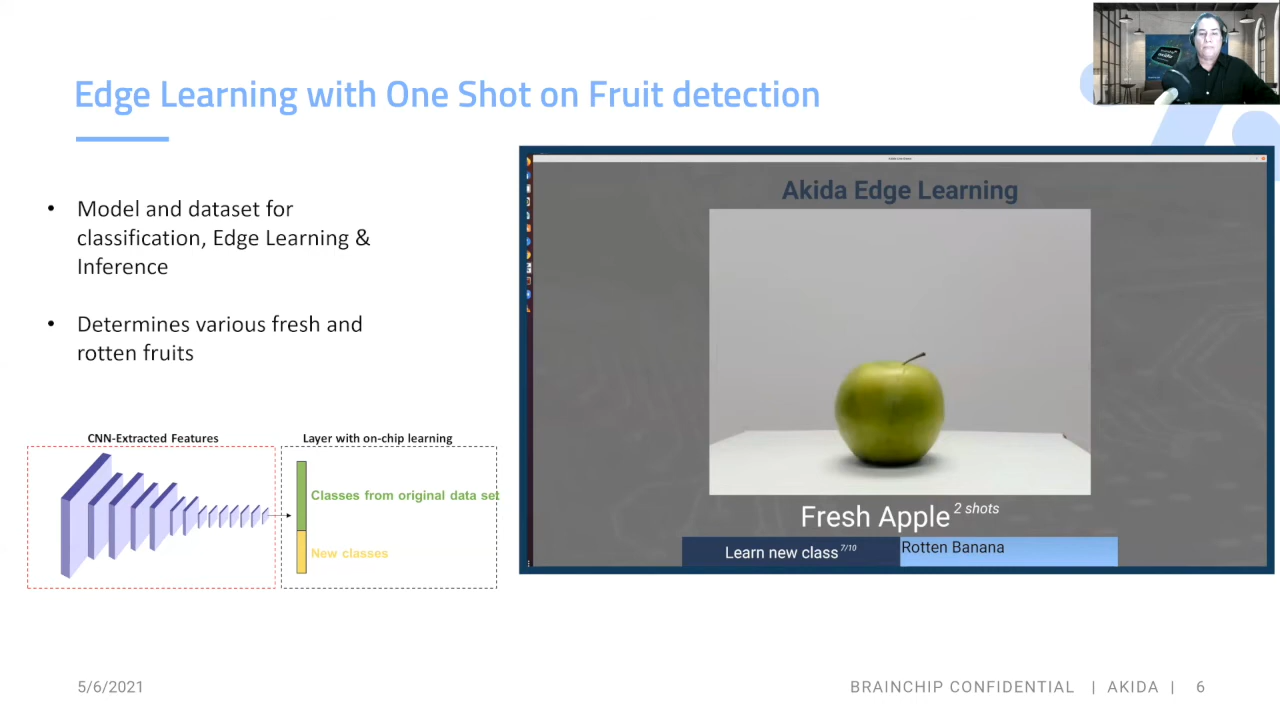 Edge Learning with One Shot on Fruit detection
• Model and dataset for
classification, Edge Learning &
Inference
• Determines various fresh and
rotten fruits
CNN-Extracted Features
Layer with on-chip learning
Classes from original data set
New classes
Akida Edge Learning
Fresh Apple 2 shots
Learn new class 7/10
Rotten Banana
5/6/2021
BRAINCHIP CONFIDENTIAL | AKIDA | 6